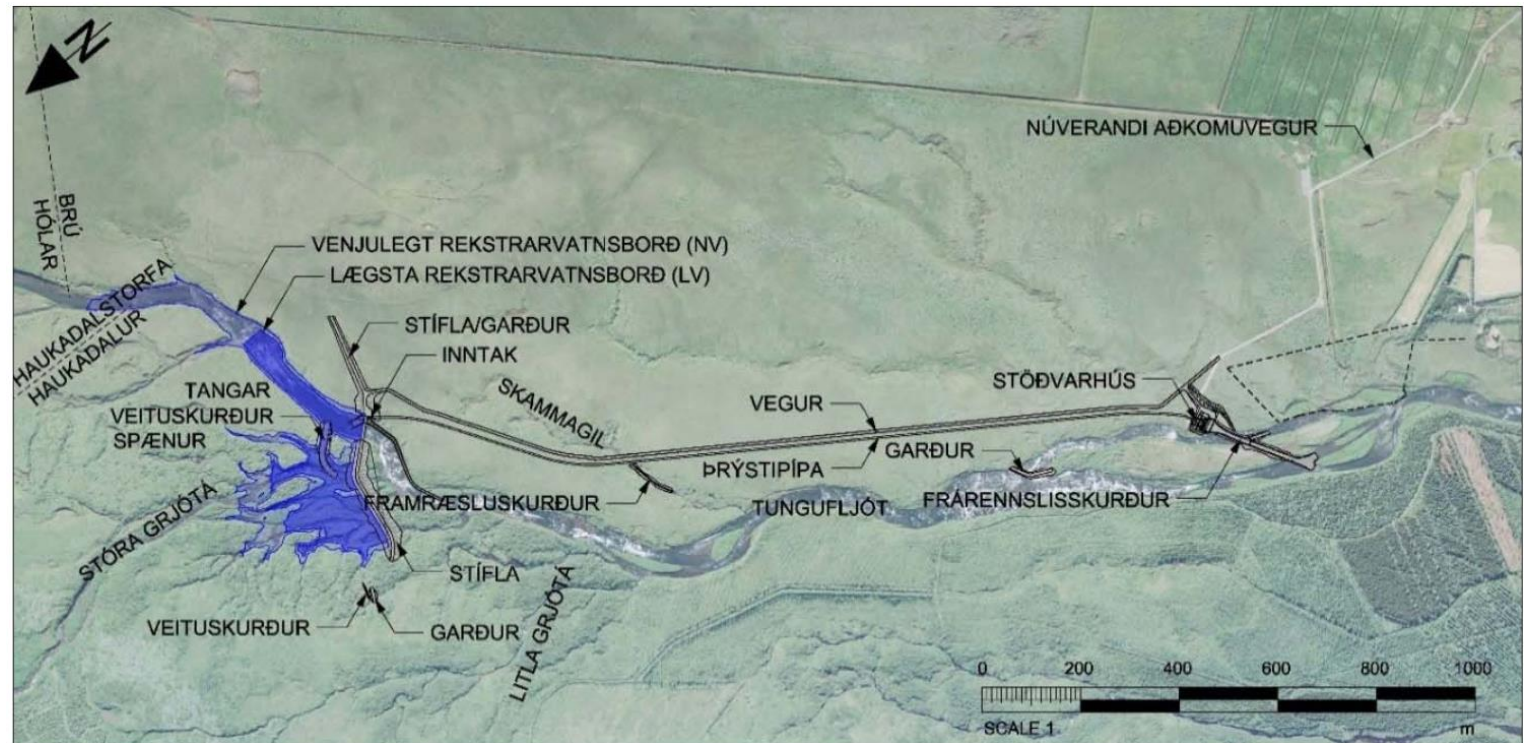 N
NÚVERANDI AÐKOMUVEGUR
BRÚ
HÓLAR
VENJULEGT REKSTRARVATNSBORÐ (NV)
LÆGSTA REKSTRARVATNSBORÐ (LV)
HAUKADALSTORFA
HAUKADALUR
STÍFLA/GARÐUR
INNTAK
TANGAR
VEITUSKURÐUR
SPÆNUR
SKAMMAGIL
VEGUR
STÖÐVARHÚS
ÞRÝSTIPÍPA
GARÐUR
FRAMRÆSLUSKURÐUR
TUNGUFLJÓT
FRÁRENNSLISSKURÐUR
STÓRA GRJÓTÁ
STÍFLA
VEITUSKURÐUR
GARÐUR
LITLA GRJÓTÁ
0 200 400 600 800 1000
SCALE 1
m